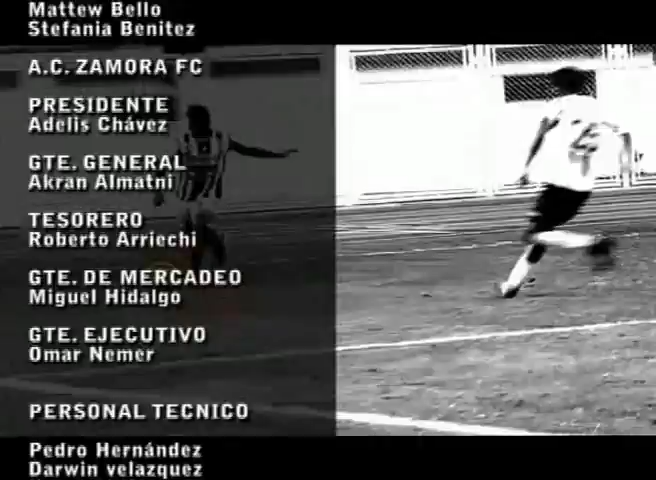 Mattew Bello
Stefania Benitez
A.C. ZAMORA FC
PRESIDENTE
Adelis Chávez
GTE. GENERAL
Akran Almatni
TESORERO
Roberto Arriechi
GTE. DE MERCADEO
Miguel Hidalgo
GTE. EJECUTIVO
Omar Nemer
PERSONAL TECNICO
Pedro Hernández
Darwin velazquez
4